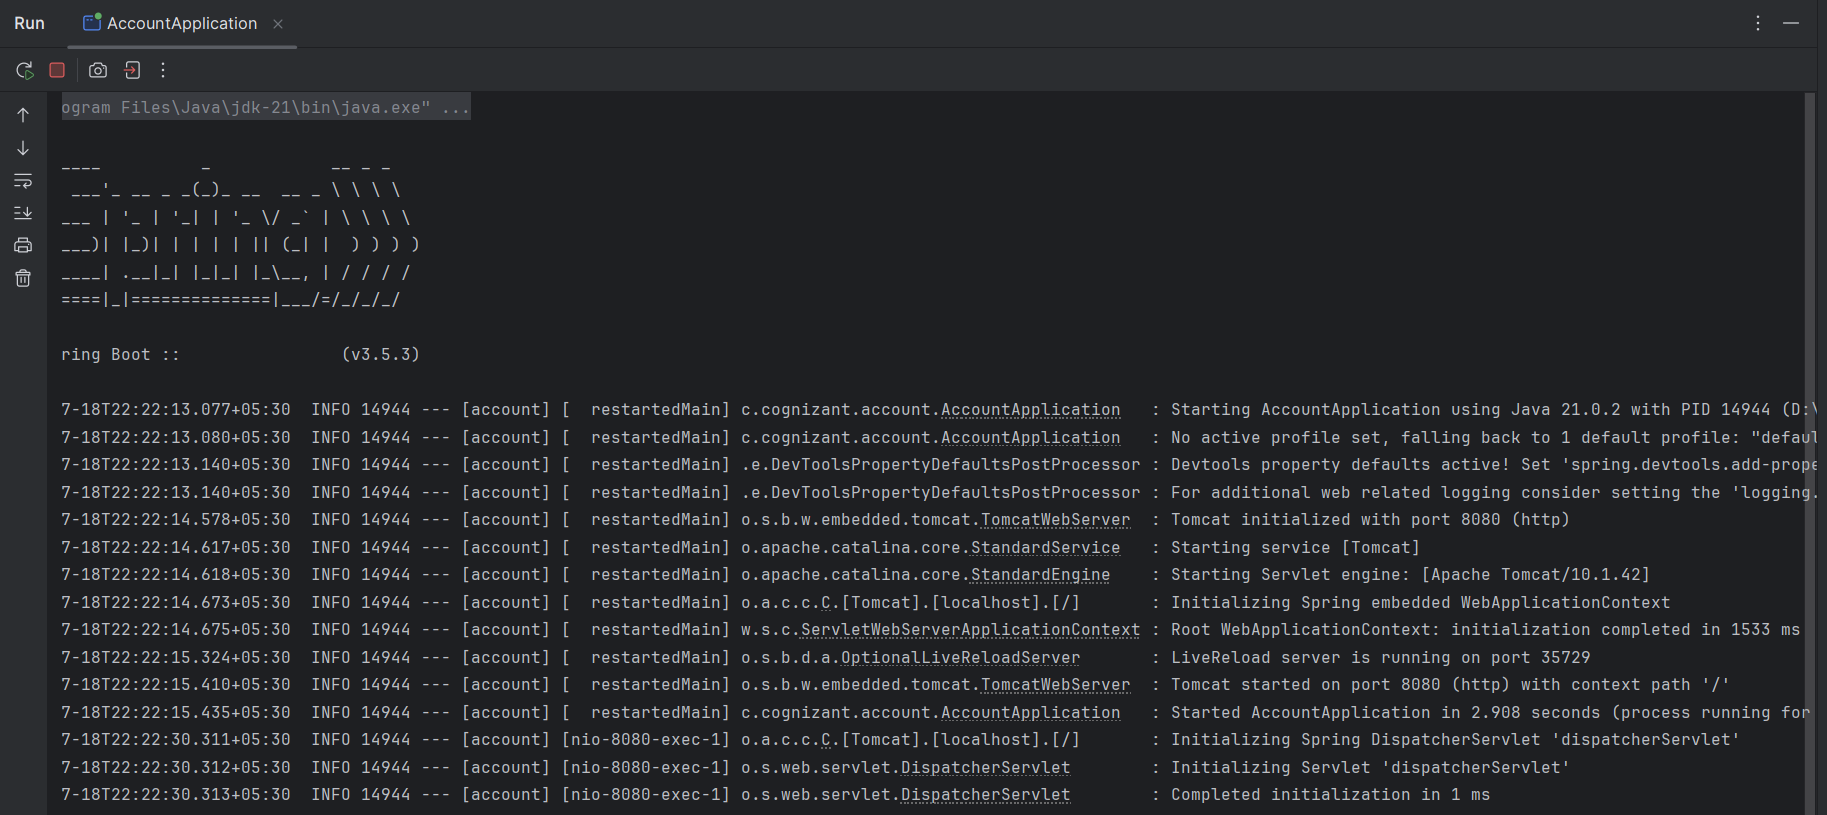 Run AccountApplication
ogram Files\Java\jdk-21\bin\java.exe" ...
____          _            __ _ _
 ___'_ __ _ _(_)_ __  __ _ \ \ \ \
___ | '_ | '_| | '_ \/ _` | \ \ \ \
___)| |_)| | | | | || (_| |  ) ) ) )
____| .__|_| |_|_| |_\__, | / / / /
====|_|==============|___/=/_/_/_/
ring Boot ::                (v3.5.3)
7-18T22:22:13.077+05:30  INFO 14944 --- [account] [  restartedMain] c.cognizant.account.AccountApplication   : Starting AccountApplication using Java 21.0.2 with PID 14944 (D:\
7-18T22:22:13.080+05:30  INFO 14944 --- [account] [  restartedMain] c.cognizant.account.AccountApplication   : No active profile set, falling back to 1 default profile: "defaul
7-18T22:22:13.140+05:30  INFO 14944 --- [account] [  restartedMain] .e.DevToolsPropertyDefaultsPostProcessor : Devtools property defaults active! Set 'spring.devtools.add-prope
7-18T22:22:13.140+05:30  INFO 14944 --- [account] [  restartedMain] .e.DevToolsPropertyDefaultsPostProcessor : For additional web related logging consider setting the 'logging.
7-18T22:22:14.578+05:30  INFO 14944 --- [account] [  restartedMain] o.s.b.w.embedded.tomcat.TomcatWebServer  : Tomcat initialized with port 8080 (http)
7-18T22:22:14.617+05:30  INFO 14944 --- [account] [  restartedMain] o.apache.catalina.core.StandardService   : Starting service [Tomcat]
7-18T22:22:14.618+05:30  INFO 14944 --- [account] [  restartedMain] o.apache.catalina.core.StandardEngine    : Starting Servlet engine: [Apache Tomcat/10.1.42]
7-18T22:22:14.673+05:30  INFO 14944 --- [account] [  restartedMain] o.a.c.c.C.[Tomcat].[localhost].[/]       : Initializing Spring embedded WebApplicationContext
7-18T22:22:14.675+05:30  INFO 14944 --- [account] [  restartedMain] w.s.c.ServletWebServerApplicationContext : Root WebApplicationContext: initialization completed in 1533 ms
7-18T22:22:15.324+05:30  INFO 14944 --- [account] [  restartedMain] o.s.b.d.a.OptionalLiveReloadServer       : LiveReload server is running on port 35729
7-18T22:22:15.410+05:30  INFO 14944 --- [account] [  restartedMain] o.s.b.w.embedded.tomcat.TomcatWebServer  : Tomcat started on port 8080 (http) with context path '/'
7-18T22:22:15.435+05:30  INFO 14944 --- [account] [  restartedMain] c.cognizant.account.AccountApplication   : Started AccountApplication in 2.908 seconds (process running for
7-18T22:22:30.311+05:30  INFO 14944 --- [account] [nio-8080-exec-1] o.a.c.c.C.[Tomcat].[localhost].[/]       : Initializing Spring DispatcherServlet 'dispatcherServlet'
7-18T22:22:30.312+05:30  INFO 14944 --- [account] [nio-8080-exec-1] o.s.web.servlet.DispatcherServlet        : Initializing Servlet 'dispatcherServlet'
7-18T22:22:30.313+05:30  INFO 14944 --- [account] [nio-8080-exec-1] o.s.web.servlet.DispatcherServlet        : Completed initialization in 1 ms